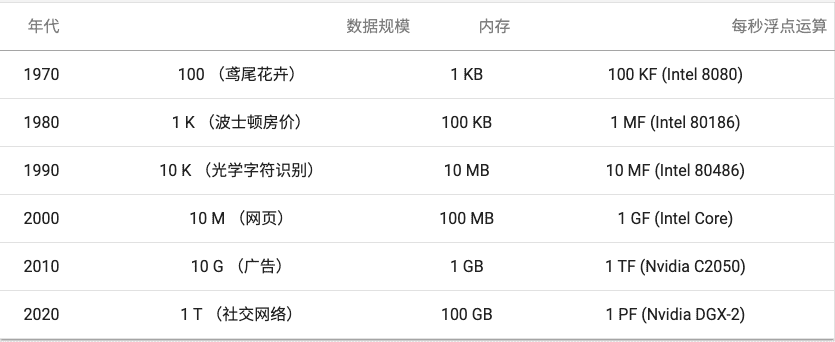 年代 数据规模 内存 每秒浮点运算
1970 100 （鸢尾花卉） 1 KB 100 KF (Intel 8080)
1980 1 K （波士顿房价） 100 KB 1 MF (Intel 80186)
1990 10 K （光学字符识别） 10 MB 10 MF (Intel 80486)
2000 10 M （网页） 100 MB 1 GF (Intel Core)
2010 10 G （广告） 1 GB 1 TF (Nvidia C2050)
2020 1 T （社交网络） 100 GB 1 PF (Nvidia DGX-2)